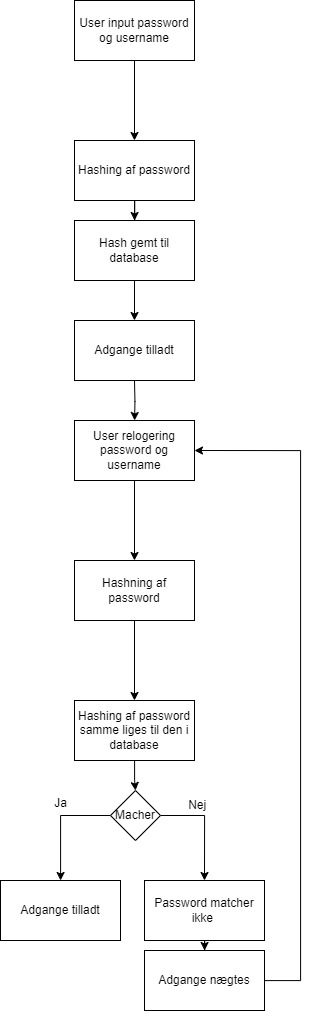 User input password
og username
Hashing af password
Hash gemt til
database
Adgange tilladt
User relogering
password og
username
Hashning af
password
Hashing af password
samme liges til den i
database
Macher
Ja
Nej
Adgange tilladt
Password matcher
ikke
Adgange nægtes